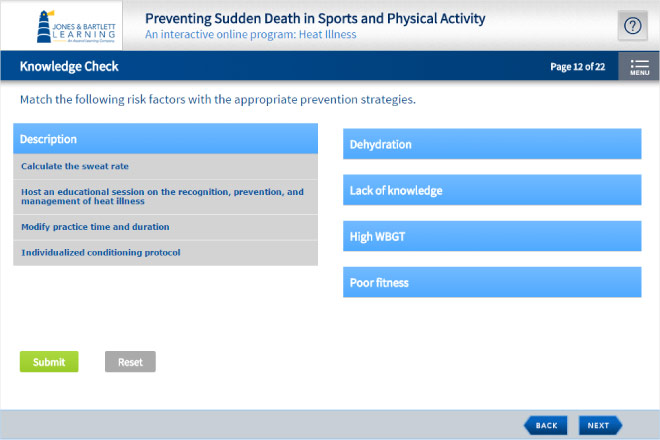 JONES & BARTLETT
LEARNING
An Ascend Learning Company
Preventing Sudden Death in Sports and Physical Activity
An interactive online program: Heat Illness
?
Knowledge Check
Page 12 of 22
MENU
Match the following risk factors with the appropriate prevention strategies.
Description
Calculate the sweat rate
Host an educational session on the recognition, prevention, and
management of heat illness
Modify practice time and duration
Individualized conditioning protocol
Dehydration
Lack of knowledge
High WBGT
Poor fitness
Submit
Reset
BACK
NEXT